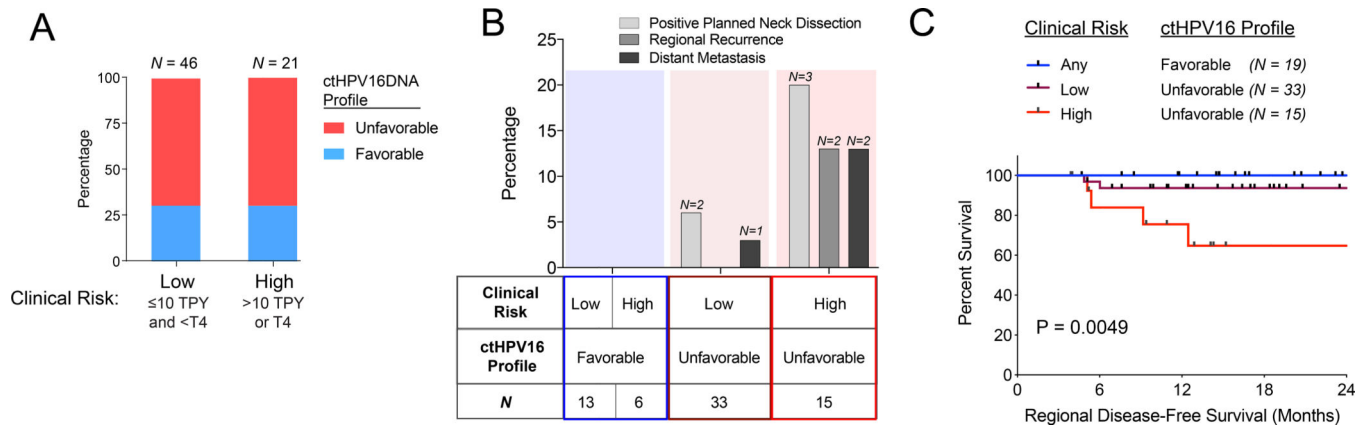 A
N = 46
N = 21
ctHPV16DNA
Profile
Unfavorable
Favorable
Percentage
100
75
50
25
0
Low
High
Clinical Risk:
≤10 TPY
and <T4
>10 TPY
or T4
B
Positive Planned Neck Dissection
Regional Recurrence
Distant Metastasis
Percentage
25
20
15
10
5
0
N=2
N=1
N=3
N=2
N=2
Clinical
Risk
Low
High
Low
High
ctHPV16
Profile
Favorable
Unfavorable
Unfavorable
N
13
6
33
15
C
Clinical Risk
ctHPV16 Profile
Any
Favorable
(N = 19)
Low
Unfavorable
(N = 33)
High
Unfavorable
(N = 15)
Percent Survival
100
80
60
40
20
0
P = 0.0049
0
6
12
18
24
Regional Disease-Free Survival (Months)